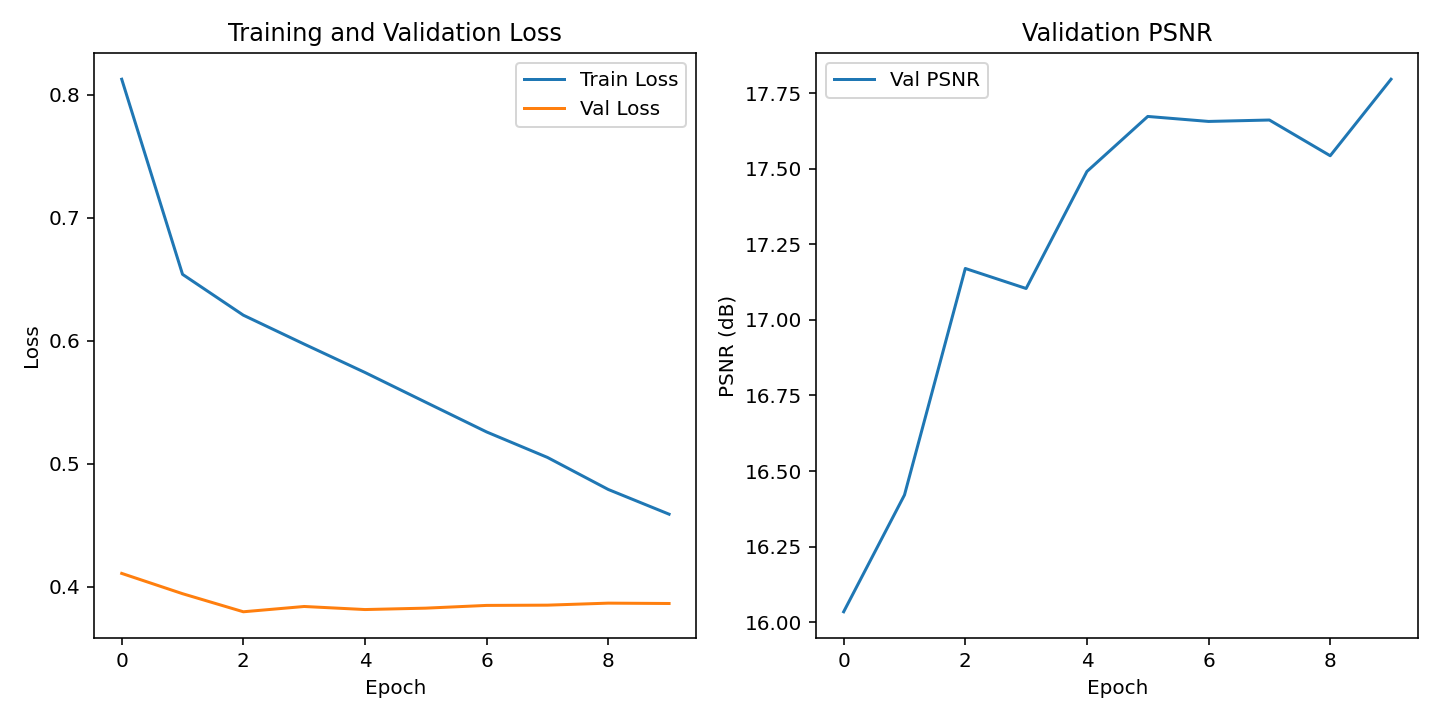 Training and Validation Loss
Train Loss
Val Loss
0.8
0.7
0.6
0.5
0.4
Loss
0 2 4 6 8
Epoch
Validation PSNR
Val PSNR
17.75
17.50
17.25
17.00
16.75
16.50
16.25
16.00
PSNR (dB)
0 2 4 6 8
Epoch